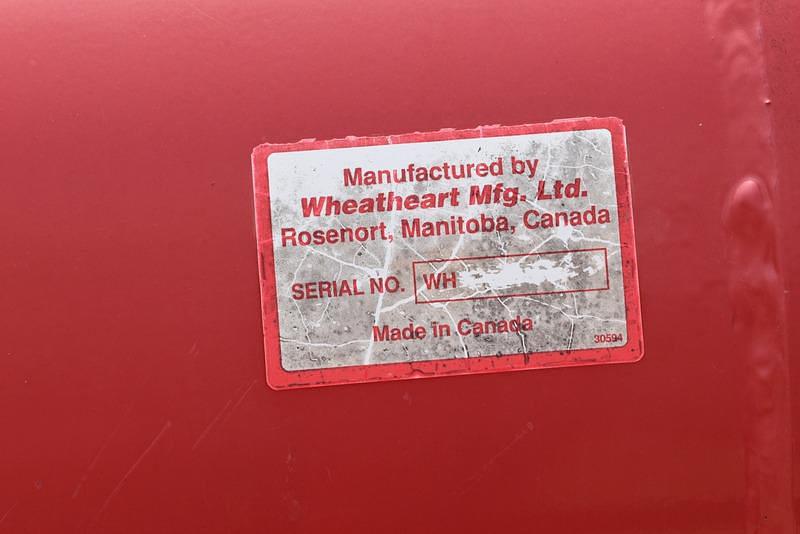 Manufactured by
Wheatheart Mfg. Ltd.
Rosenort, Manitoba, Canada
SERIAL NO. WH
Made in Canada
30594